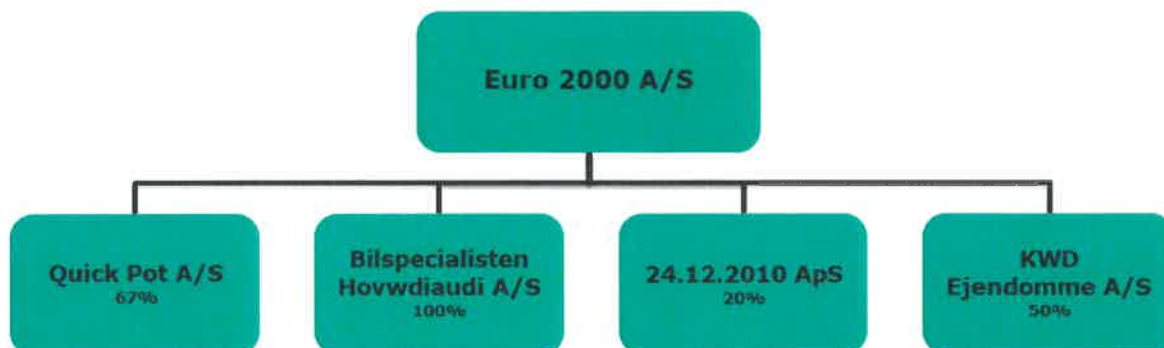 Euro 2000 A/S
Quick Pot A/S
67%
Bilspecialisten
Hovwdiaudi A/S
100%
24.12.2010 ApS
20%
KWD
Ejendomme A/S
50%